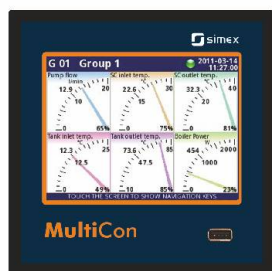 simex
G 01 Group 1
2011-03-14
11:27:00
Pump flow SC inlet temp. SC outlet temp.
l/min
12.9 20 22.6 30 32.3 40
10 15 20
0 65% 0 75% 0 81%
Tank inlet temp. Tank outlet temp. Boiler Power
12.3 25 73.6 85 454 2000
12.5 47.5 1000
0 49% 10 85% 0 23%
TOUCH THE SCREEN TO SHOW NAVIGATION KEYS
MultiCon